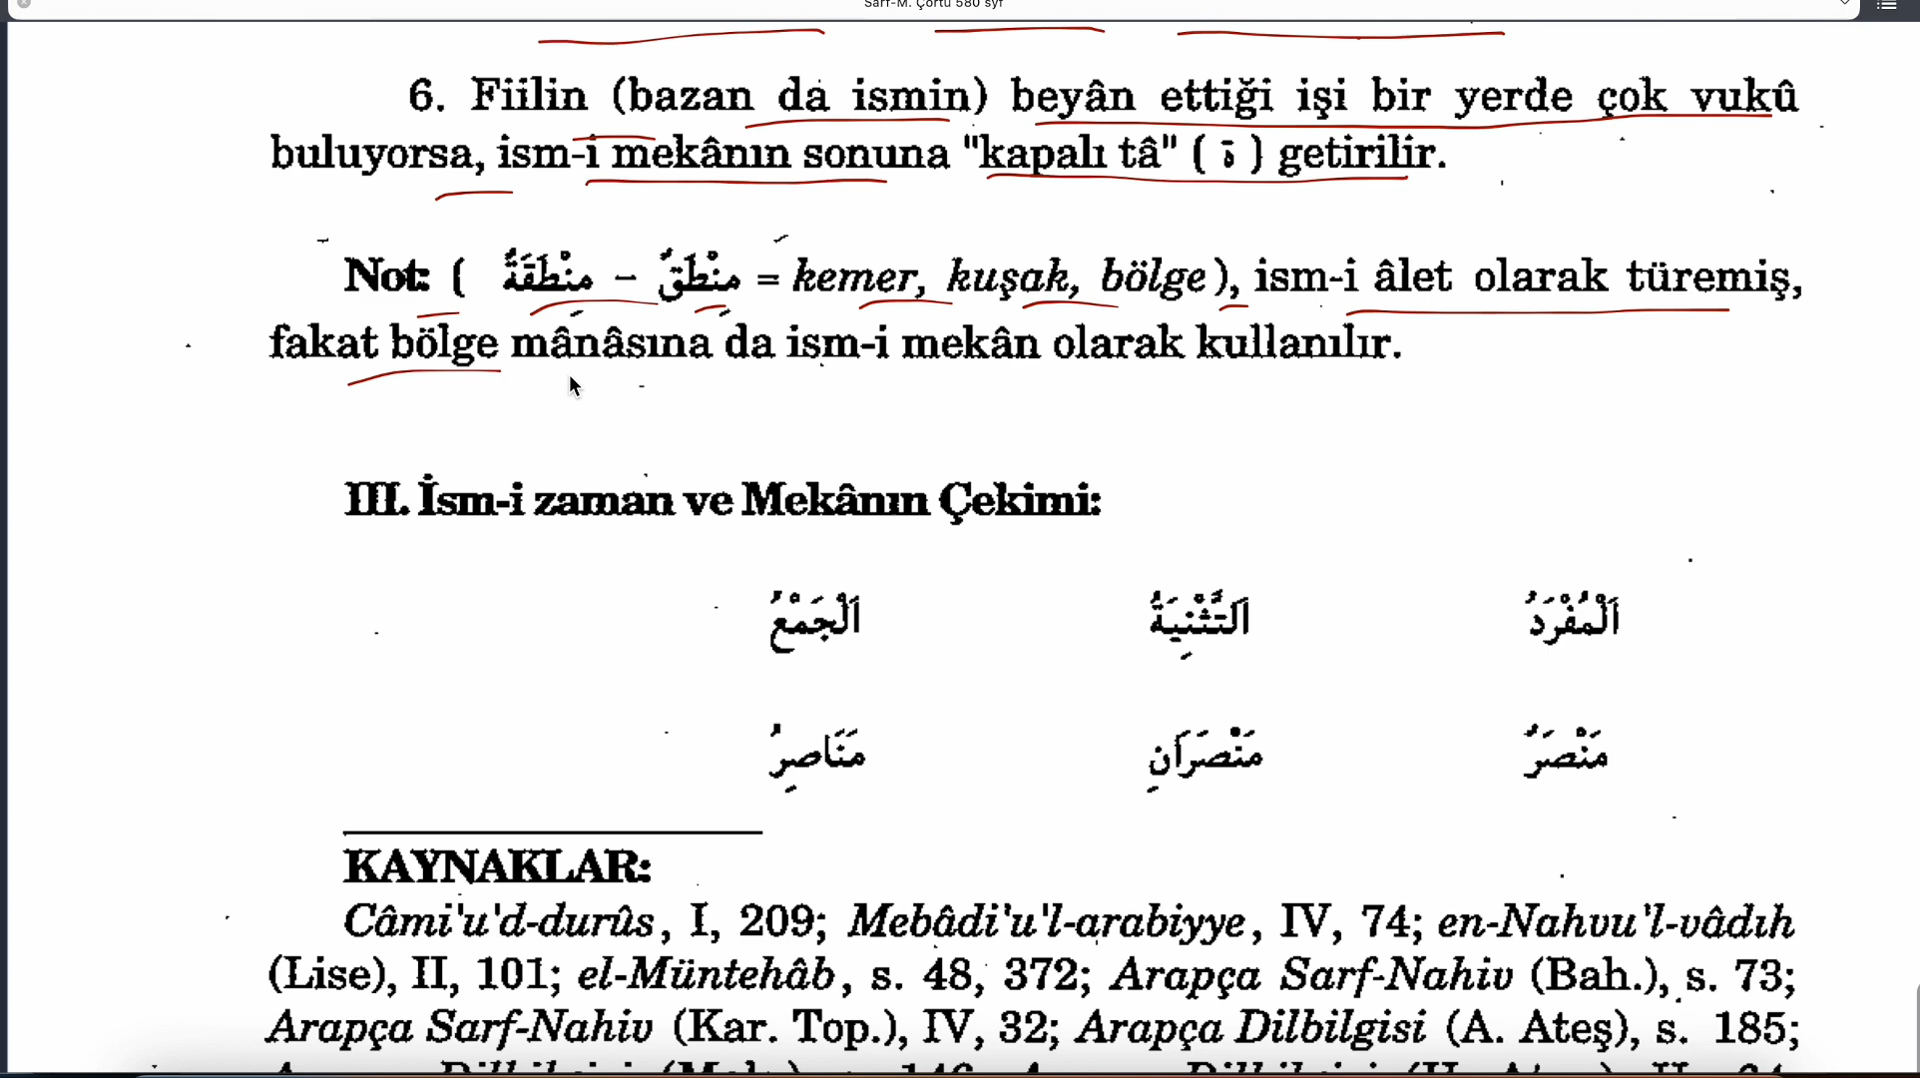 Sarf-M. Çörtü 580 syf
6. Fiilin (bazan da ismin) beyân ettiği işi bir yerde çok vukû
buluyorsa, ism-i mekânın sonuna "kapalı tâ" ( ة ) getirilir.
Not: ( مِنْطَقٌ – مِنْطَقَةٌ = kemer, kuşak, bölge ), ism-i âlet olarak türemiş,
fakat bölge mânâsına da ism-i mekân olarak kullanılır.
III. İsm-i zaman ve Mekânın Çekimi:
اَلْمُفْرَدُ اَلتَّثْنِيَةُ اَلْجَمْعُ
مَنْصَرٌ مَنْصَرَانِ مَنَاصِرُ
KAYNAKLAR:
Câmi'u'd-durûs, I, 209; Mebâdi'u'l-arabiyye, IV, 74; en-Nahvu'l-vâdıh
(Lise), II, 101; el-Müntehâb, s. 48, 372; Arapça Sarf-Nahiv (Bah.), s. 73;
Arapça Sarf-Nahiv (Kar. Top.), IV, 32; Arapça Dilbilgisi (A. Ateş), s. 185;